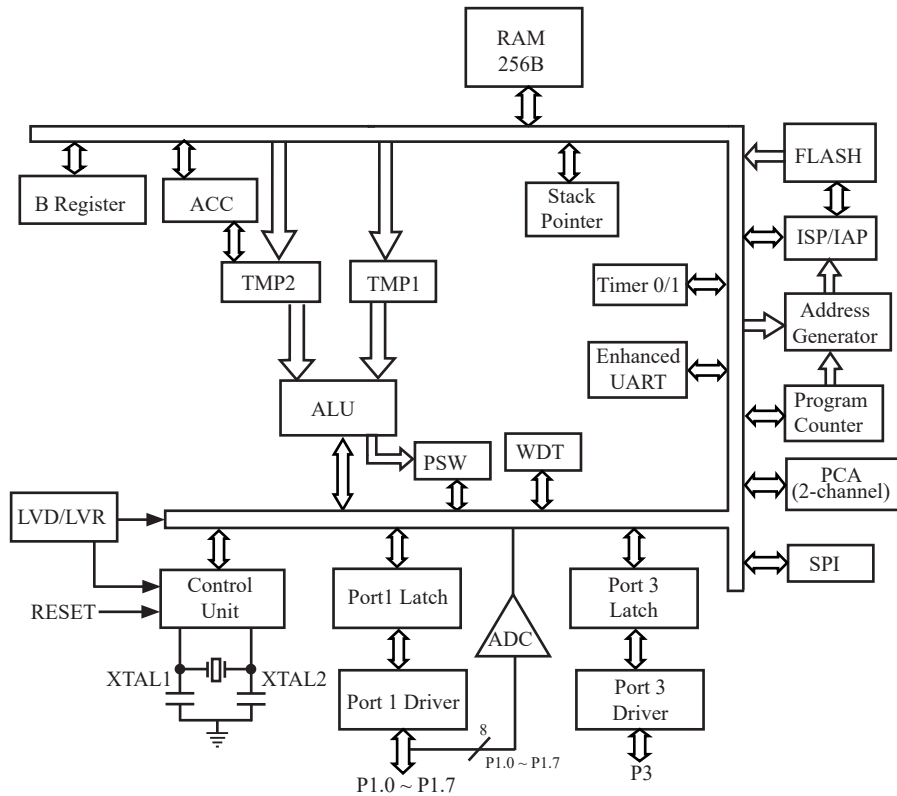 RAM
256B
FLASH
B Register
ACC
Stack
Pointer
ISP/IAP
TMP2
TMP1
Timer 0/1
Address
Generator
Enhanced
UART
ALU
Program
Counter
PSW
WDT
PCA
(2-channel)
LVD/LVR
SPI
Control
Unit
Port1 Latch
Port 3
Latch
RESET
ADC
XTAL1
XTAL2
Port 1 Driver
Port 3
Driver
8
P1.0 ~ P1.7
P1.0 ~ P1.7
P3